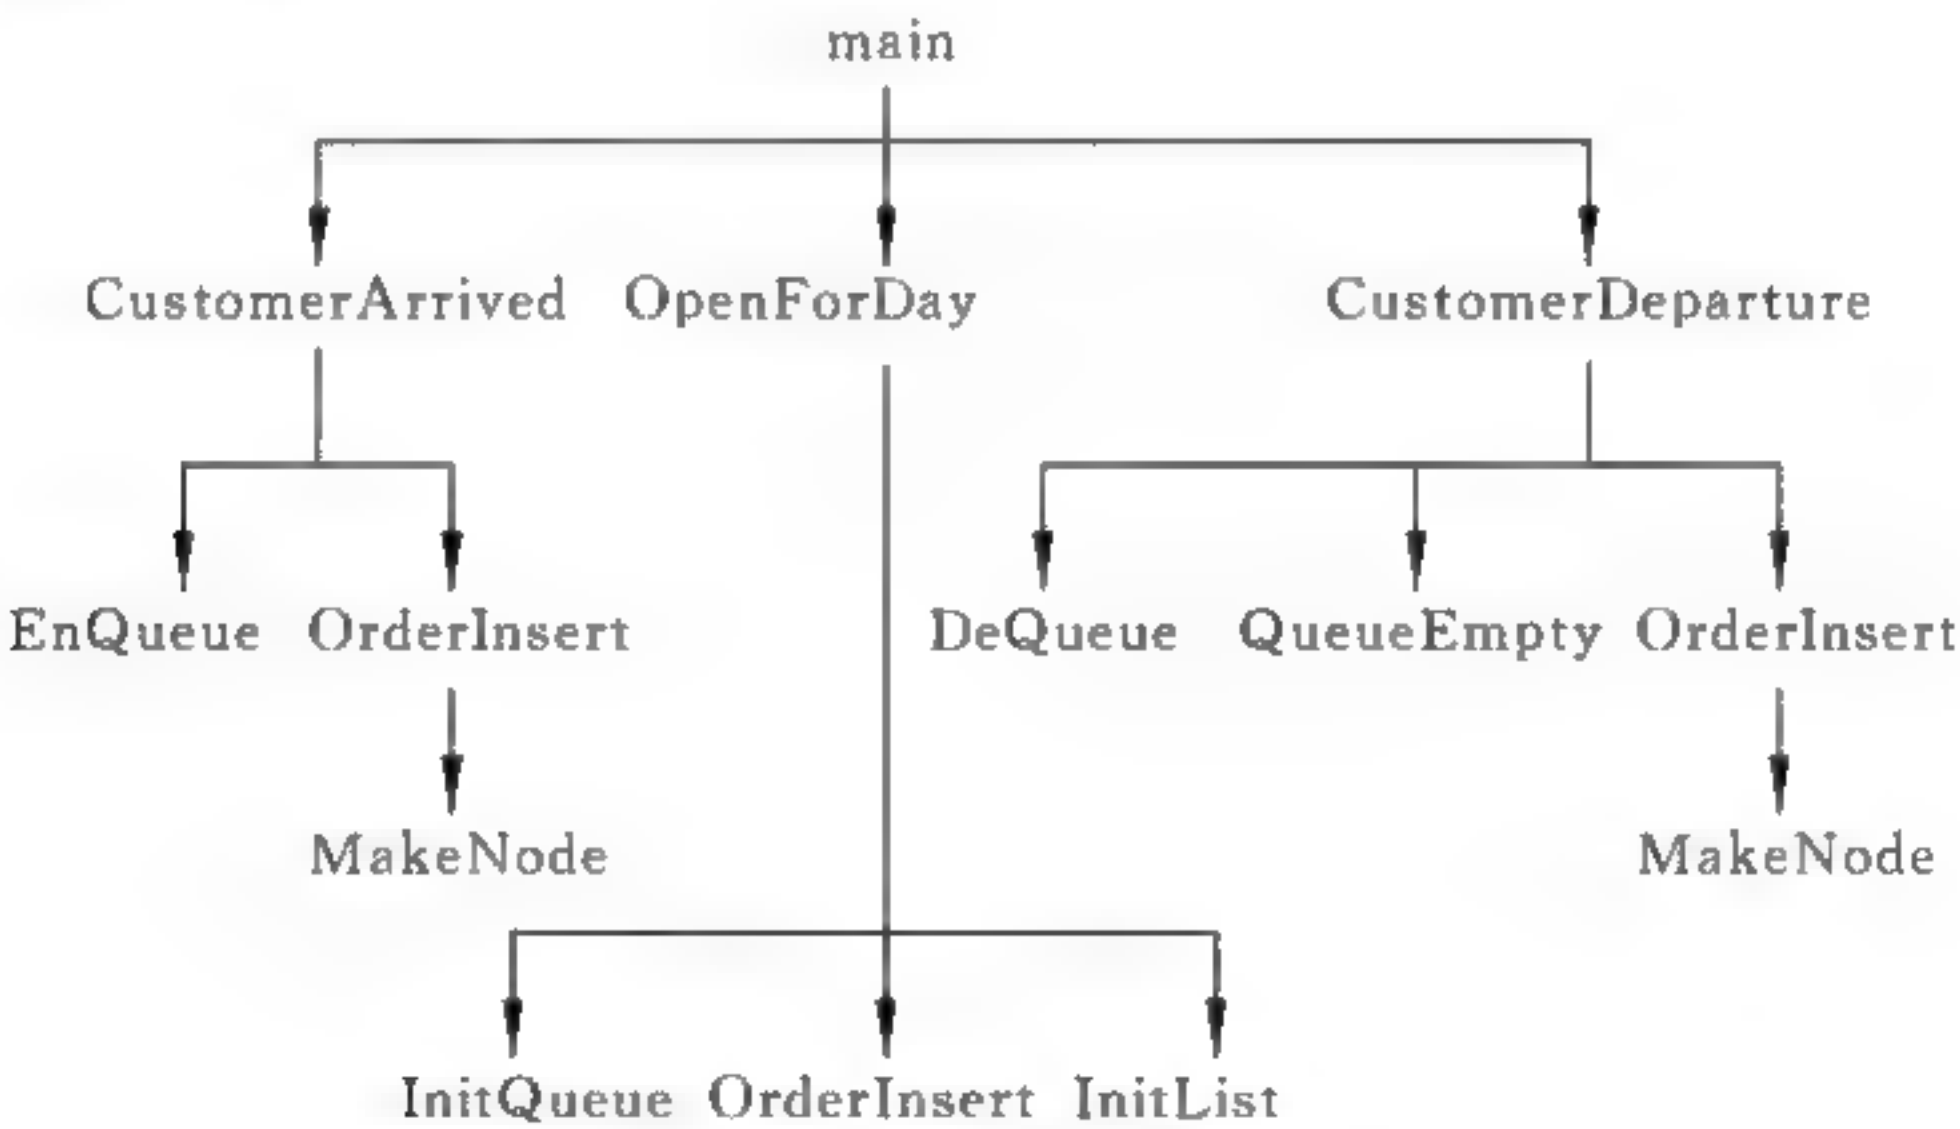 main
CustomerArrived OpenForDay CustomerDeparture
EnQueue OrderInsert DeQueue QueueEmpty OrderInsert
MakeNode MakeNode
InitQueue OrderInsert InitList